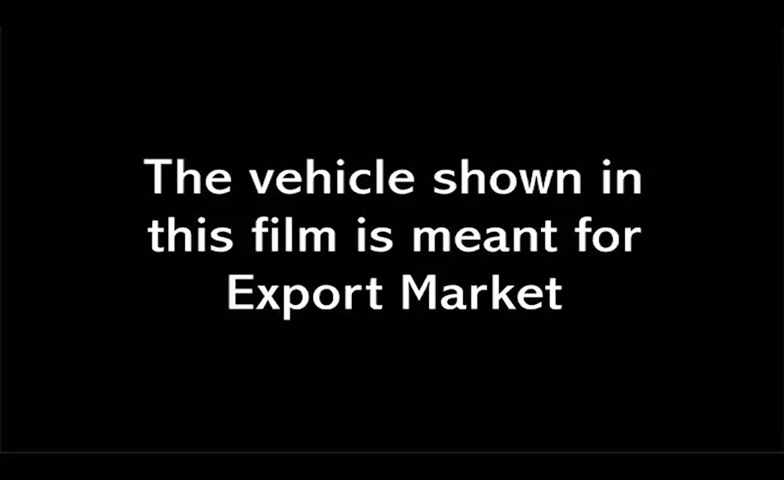 The vehicle shown in
this film is meant for
Export Market